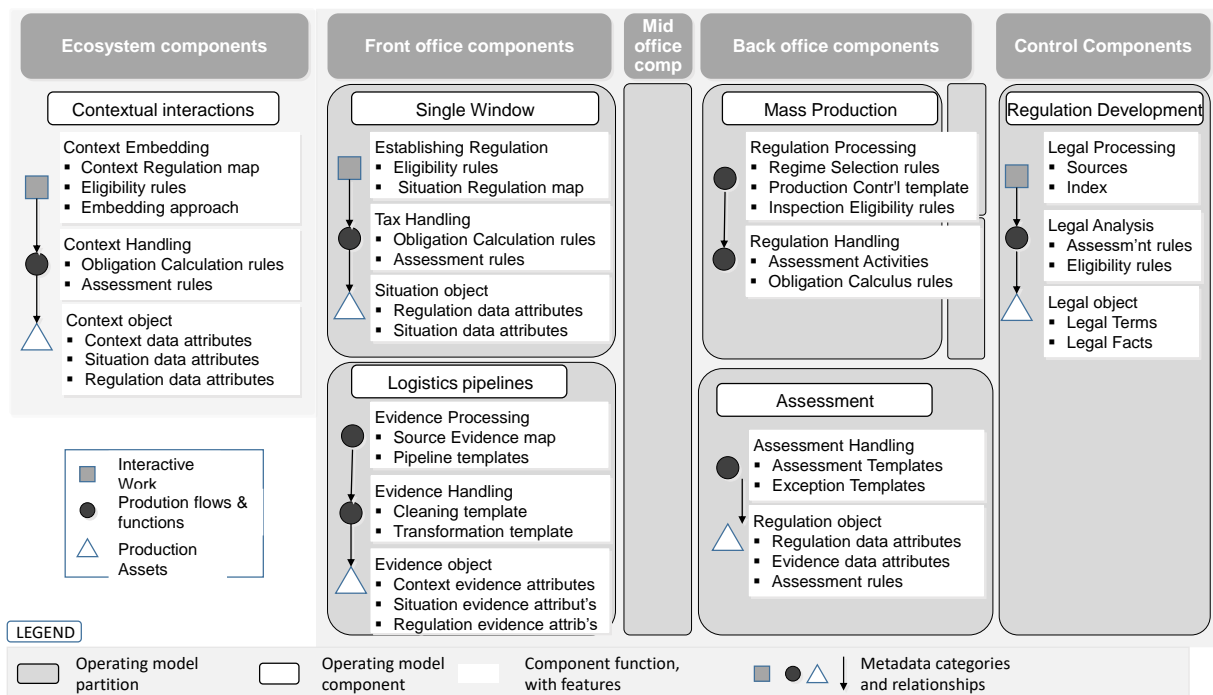 Ecosystem components
Front office components
Mid
office
comp
Back office components
Control Components
Contextual interactions
Context Embedding
▪ Context Regulation map
▪ Eligibility rules
▪ Embedding approach
Context Handling
▪ Obligation Calculation rules
▪ Assessment rules
Context object
▪ Context data attributes
▪ Situation data attributes
▪ Regulation data attributes
Single Window
Establishing Regulation
▪ Eligibility rules
▪ Situation Regulation map
Tax Handling
▪ Obligation Calculation rules
▪ Assessment rules
Situation object
▪ Regulation data attributes
▪ Situation data attributes
Logistics pipelines
Evidence Processing
▪ Source Evidence map
▪ Pipeline templates
Evidence Handling
▪ Cleaning template
▪ Transformation template
Evidence object
▪ Context evidence attributes
▪ Situation evidence attribut's
▪ Regulation evidence attrib's
Mass Production
Regulation Processing
▪ Regime Selection rules
▪ Production Contr'l template
▪ Inspection Eligibility rules
Regulation Handling
▪ Assessment Activities
▪ Obligation Calculus rules
Assessment
Assessment Handling
▪ Assessment Templates
▪ Exception Templates
Regulation object
▪ Regulation data attributes
▪ Evidence data attributes
▪ Assessment rules
Regulation Development
Legal Processing
▪ Sources
▪ Index
Legal Analysis
▪ Assessm'nt rules
▪ Eligibility rules
Legal object
▪ Legal Terms
▪ Legal Facts
Interactive
Work
Prodution flows &
functions
Production
Assets
LEGEND
Operating model
partition
Operating model
component
Component function,
with features
Metadata categories
and relationships